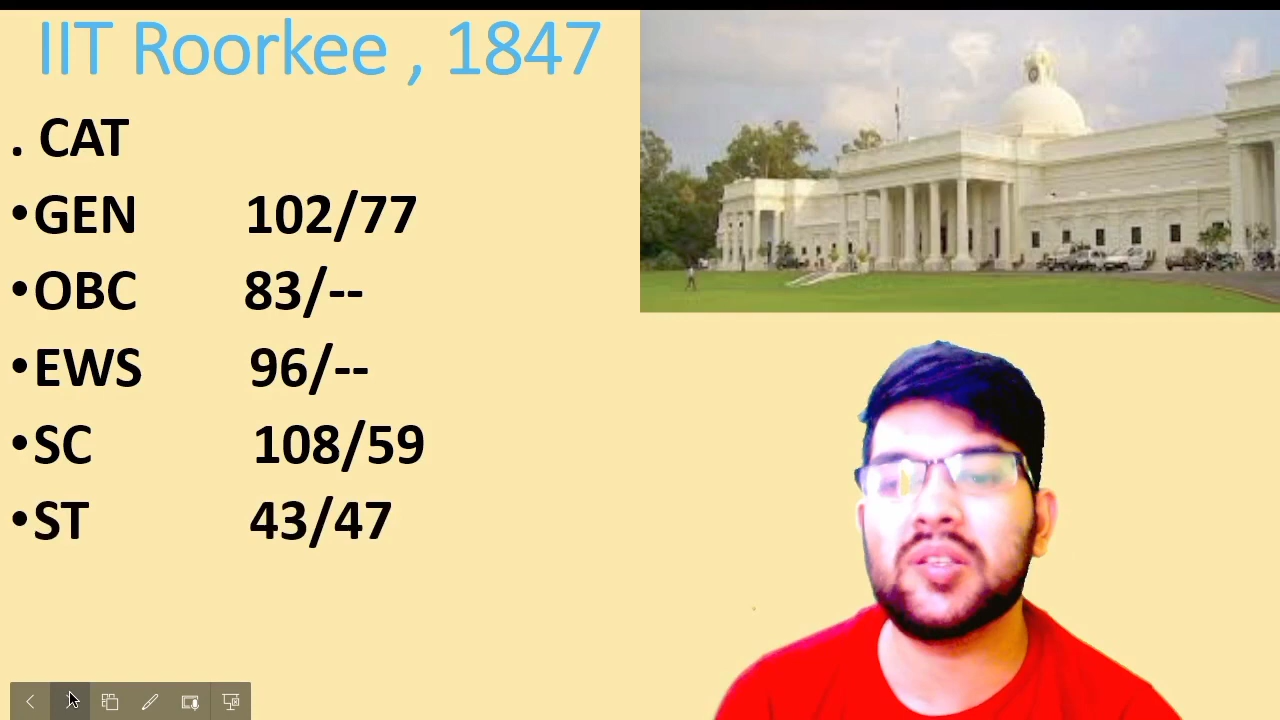 IIT Roorkee , 1847
. CAT
•GEN 102/77
•OBC 83/--
•EWS 96/--
•SC 108/59
•ST 43/47